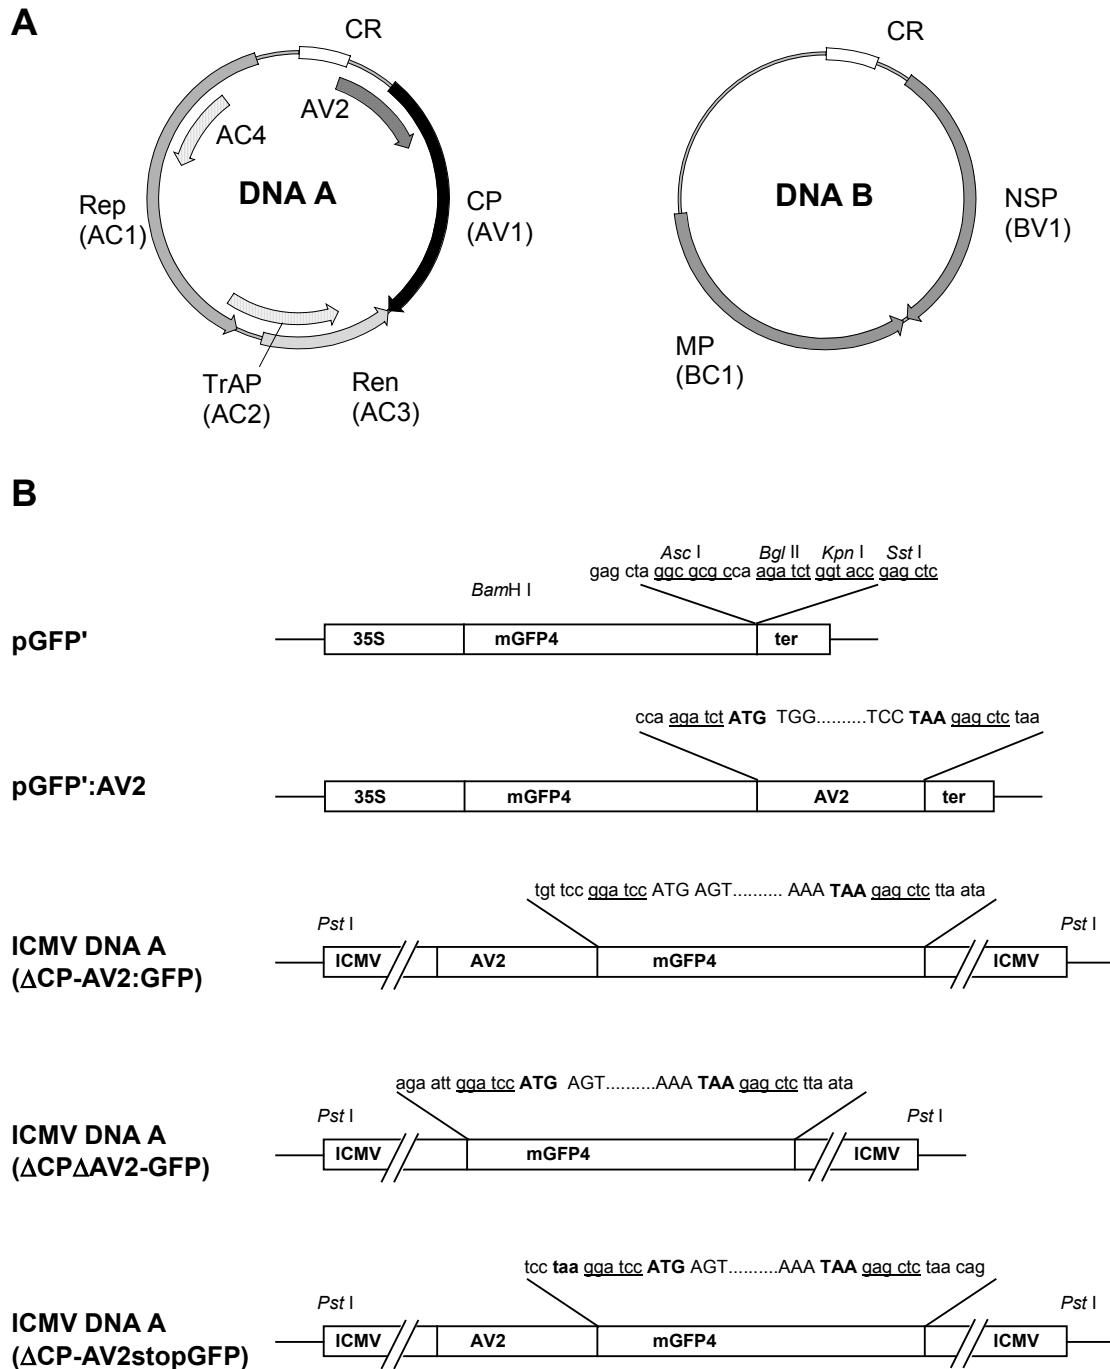 A
CR
AV2
AC4
DNA A
Rep
(AC1)
CP
(AV1)
TrAP
(AC2)
Ren
(AC3)
CR
DNA B
NSP
(BV1)
MP
(BC1)
B
Asc I Bgl II Kpn I Sst I
gag cta ggc gcg cca aga tct ggt acc gag ctc
BamH I
pGFP'
35S mGFP4 ter
cca aga tct ATG TGG..........TCC TAA gag ctc taa
pGFP':AV2
35S mGFP4 AV2 ter
tgt tcc gga tcc ATG AGT.......... AAA TAA gag ctc tta ata
Pst I Pst I
ICMV DNA A
(ΔCP-AV2:GFP)
ICMV AV2 mGFP4 ICMV
aga att gga tcc ATG AGT..........AAA TAA gag ctc tta ata
Pst I Pst I
ICMV DNA A
(ΔCPΔAV2-GFP)
ICMV mGFP4 ICMV
tcc taa gga tcc ATG AGT..........AAA TAA gag ctc taa cag
Pst I Pst I
ICMV DNA A
(ΔCP-AV2stopGFP)
ICMV AV2 mGFP4 ICMV